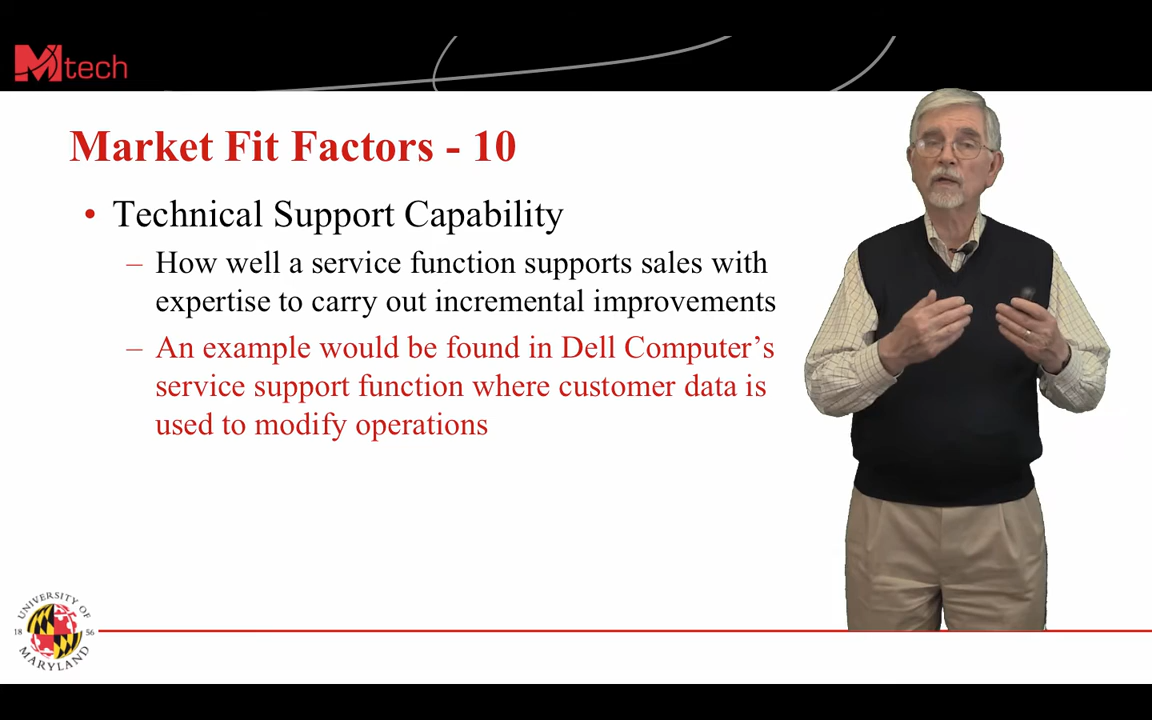 Mtech
Market Fit Factors - 10
• Technical Support Capability
– How well a service function supports sales with
expertise to carry out incremental improvements
– An example would be found in Dell Computer's
service support function where customer data is
used to modify operations
UNIVERSITY OF
18 56
MARYLAND